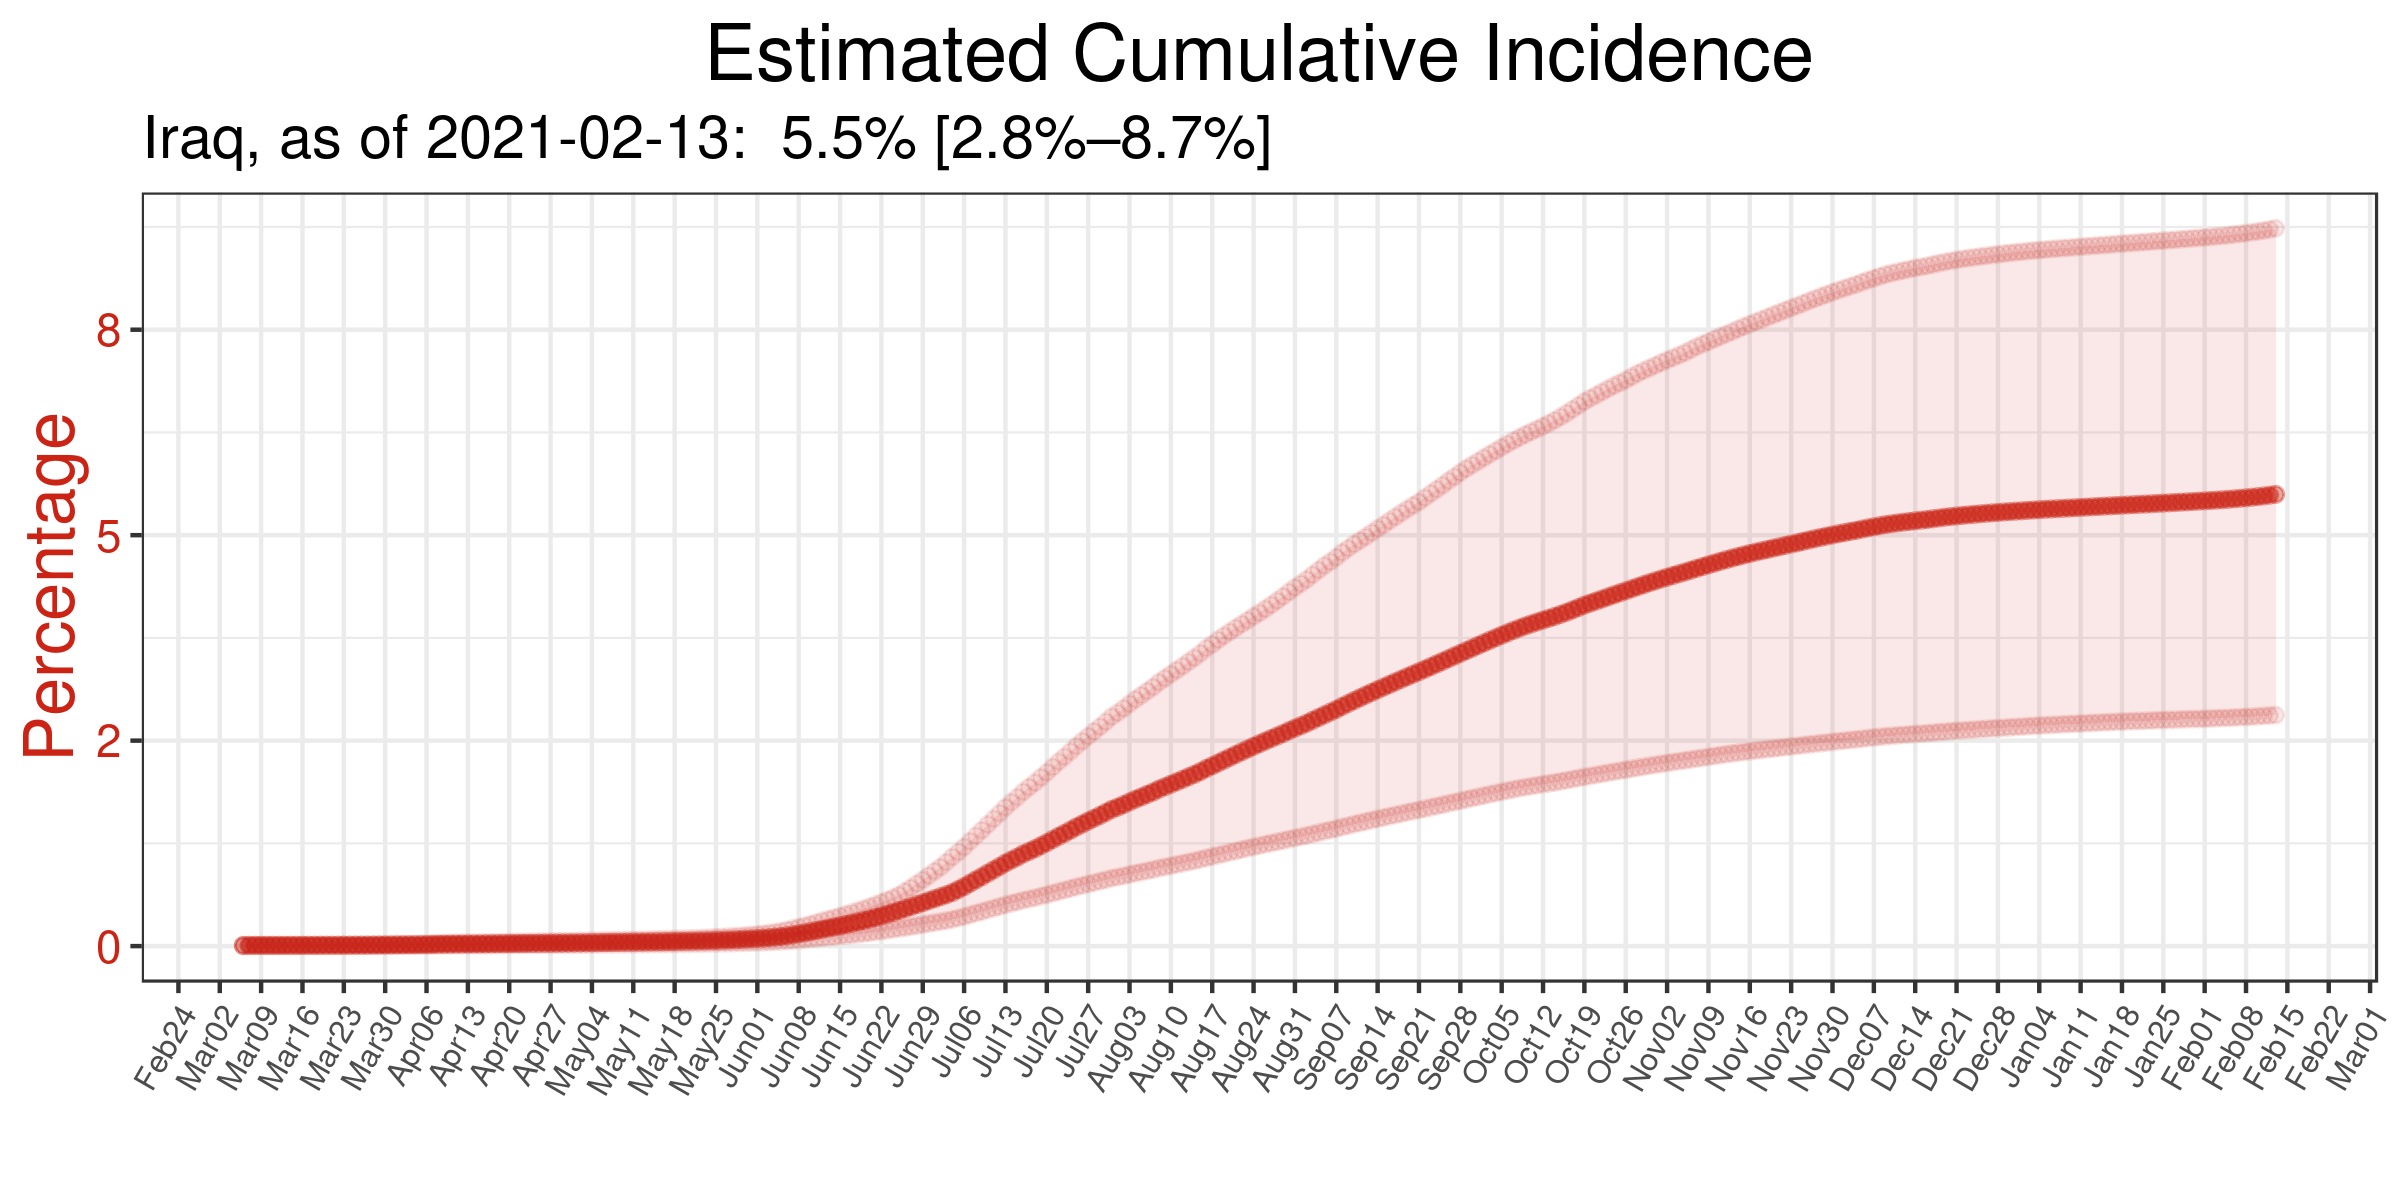 Estimated Cumulative Incidence
Iraq, as of 2021-02-13:  5.5% [2.8%–8.7%]
Percentage
8
5
2
0
Feb24
Mar02
Mar09
Mar16
Mar23
Mar30
Apr06
Apr13
Apr20
Apr27
May04
May11
May18
May25
Jun01
Jun08
Jun15
Jun22
Jun29
Jul06
Jul13
Jul20
Jul27
Aug03
Aug10
Aug17
Aug24
Aug31
Sep07
Sep14
Sep21
Sep28
Oct05
Oct12
Oct19
Oct26
Nov02
Nov09
Nov16
Nov23
Nov30
Dec07
Dec14
Dec21
Dec28
Jan04
Jan11
Jan18
Jan25
Feb01
Feb08
Feb15
Feb22
Mar01